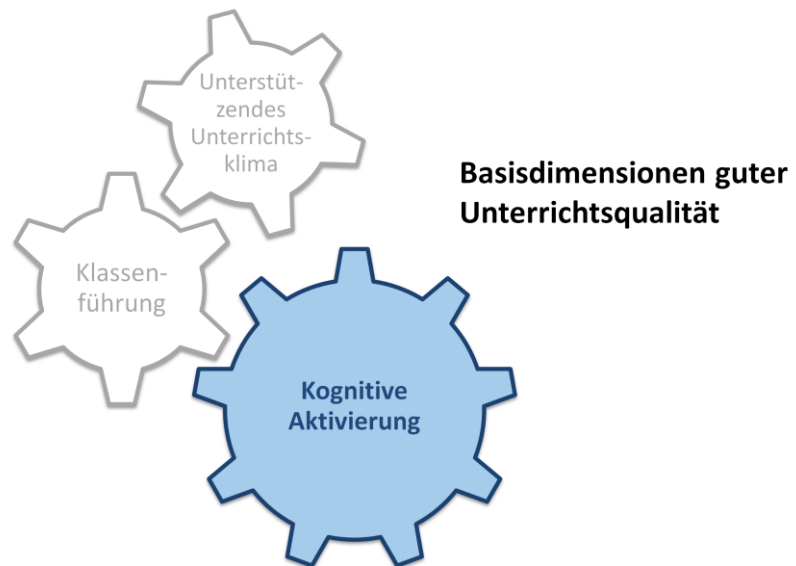 Unterstüt-
zendes
Unterrichts-
klima
Basisdimensionen guter
Unterrichtsqualität
Klassen-
führung
Kognitive
Aktivierung